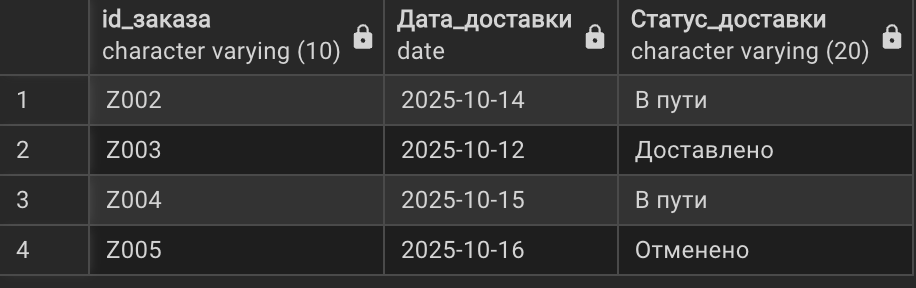 id_заказа Дата_доставки Статус_доставки
character varying (10) date character varying (20)
1 Z002 2025-10-14 В пути
2 Z003 2025-10-12 Доставлено
3 Z004 2025-10-15 В пути
4 Z005 2025-10-16 Отменено